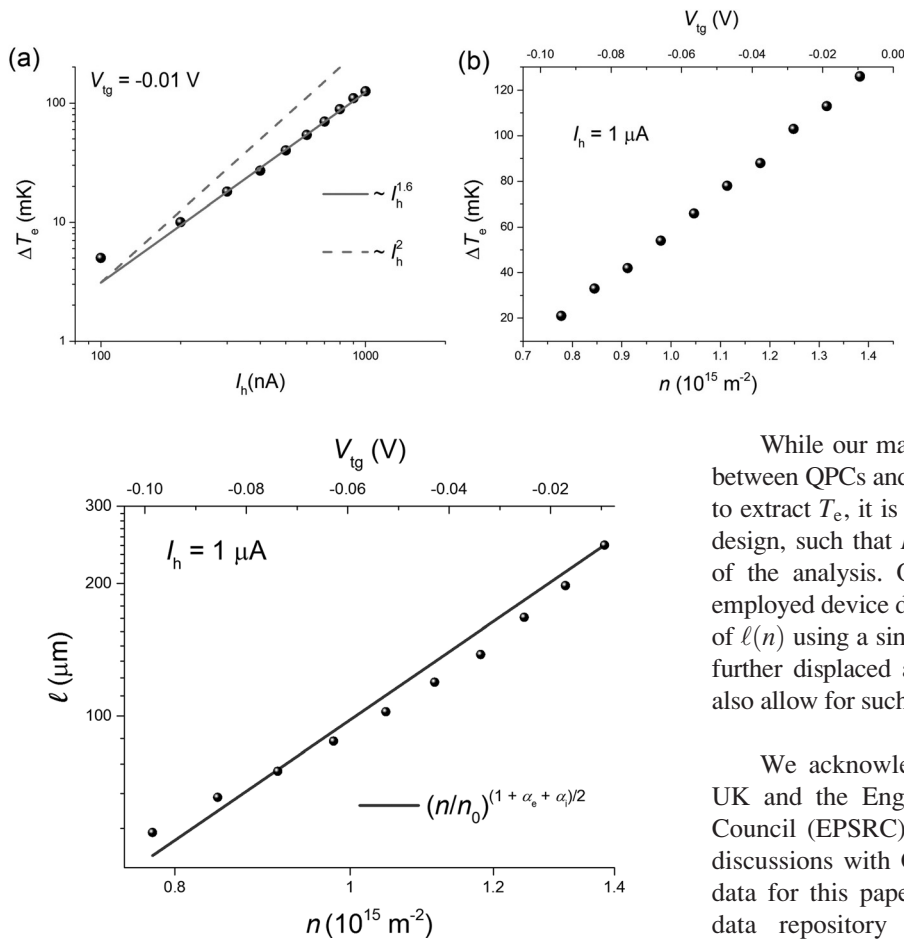 (a)
V_tg = -0.01 V
100
10
1
ΔT_e (mK)
~ I_h^1.6
~ I_h^2
100 1000
I_h(nA)
(b)
V_tg (V)
-0.10 -0.08 -0.06 -0.04 -0.02 0.00
I_h = 1 μA
120
100
80
60
40
20
ΔT_e (mK)
0.7 0.8 0.9 1.0 1.1 1.2 1.3 1.4
n (10^15 m^-2)
V_tg (V)
-0.10 -0.08 -0.06 -0.04 -0.02
I_h = 1 μA
300
200
100
ℓ (μm)
(n/n_0)^(1 + α_e + α_i)/2
0.8 1 1.2 1.4
n (10^15 m^-2)
While our ma
between QPCs and
to extract T_e, it is
design, such that
of the analysis. 
employed device d
of ℓ(n) using a sin
further displaced a
also allow for such
We acknowle
UK and the Eng
Council (EPSRC)
discussions with
data for this pape
data repository